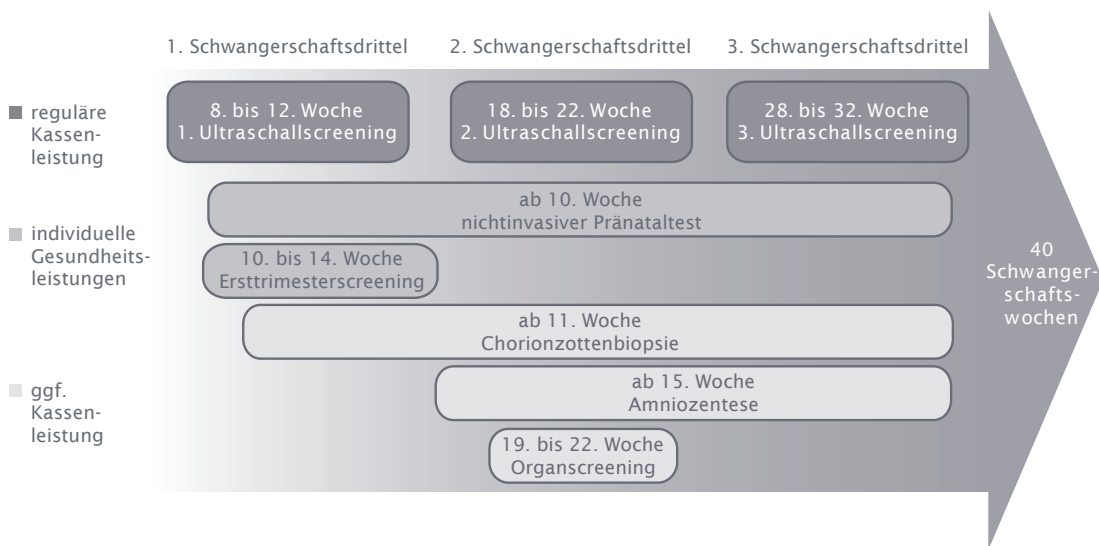 1. Schwangerschaftsdrittel
2. Schwangerschaftsdrittel
3. Schwangerschaftsdrittel
reguläre
Kassen-
leistung
8. bis 12. Woche
1. Ultraschallscreening
18. bis 22. Woche
2. Ultraschallscreening
28. bis 32. Woche
3. Ultraschallscreening
individuelle
Gesundheits-
leistungen
ab 10. Woche
nichtinvasiver Pränataltest
10. bis 14. Woche
Ersttrimesterscreening
ggf.
Kassen-
leistung
ab 11. Woche
Chorionzottenbiopsie
ab 15. Woche
Amniozentese
19. bis 22. Woche
Organscreening
40
Schwanger-
schafts-
wochen